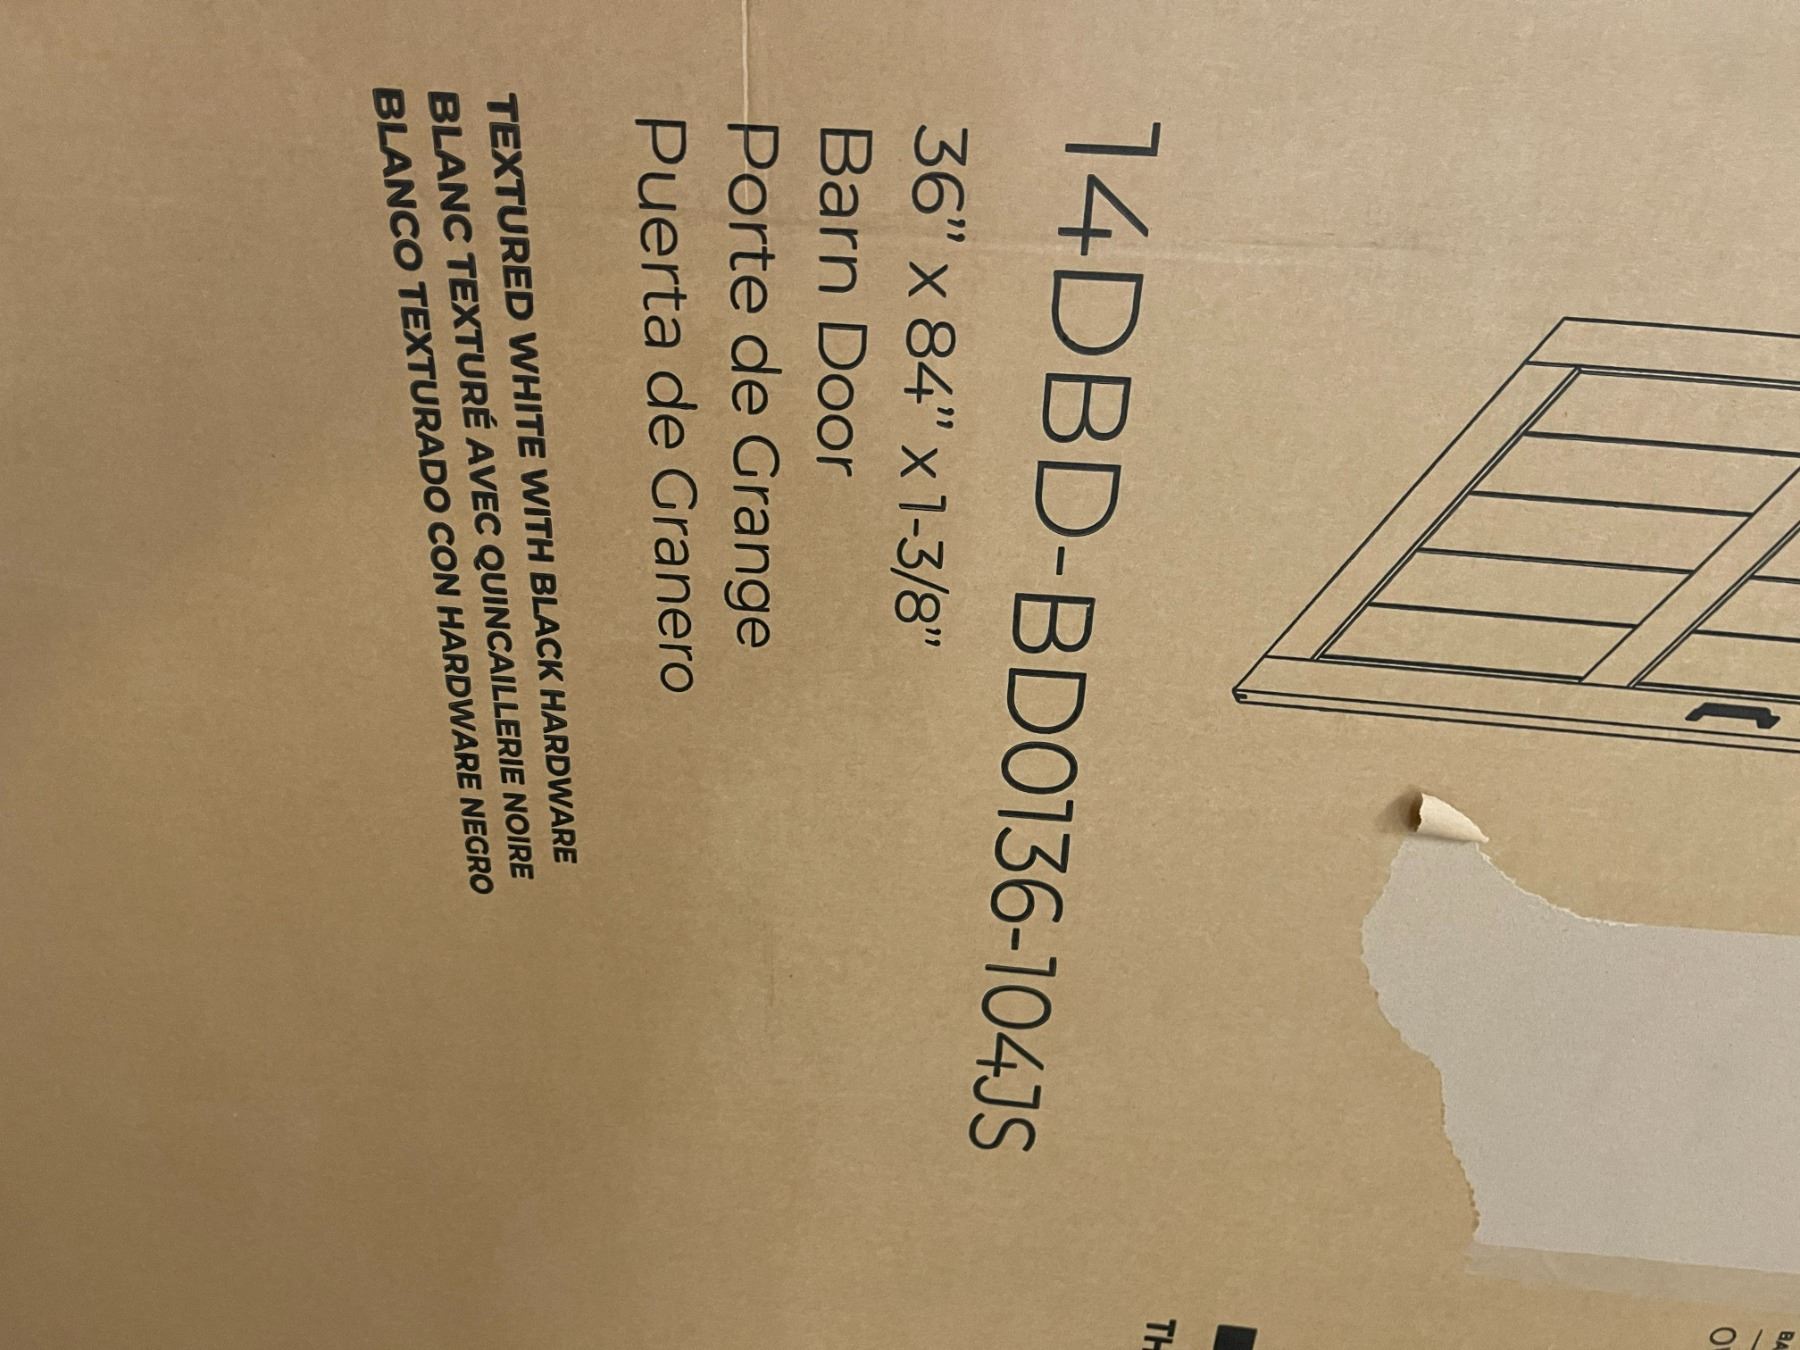 14DBD-BD0136-104JS
36” x 84” x 1-3/8”
Barn Door
Porte de Grange
Puerta de Granero
TEXTURED WHITE WITH BLACK HARDWARE
BLANC TEXTURÉ AVEC QUINCAILLERIE NOIRE
BLANCO TEXTURADO CON HARDWARE NEGRO